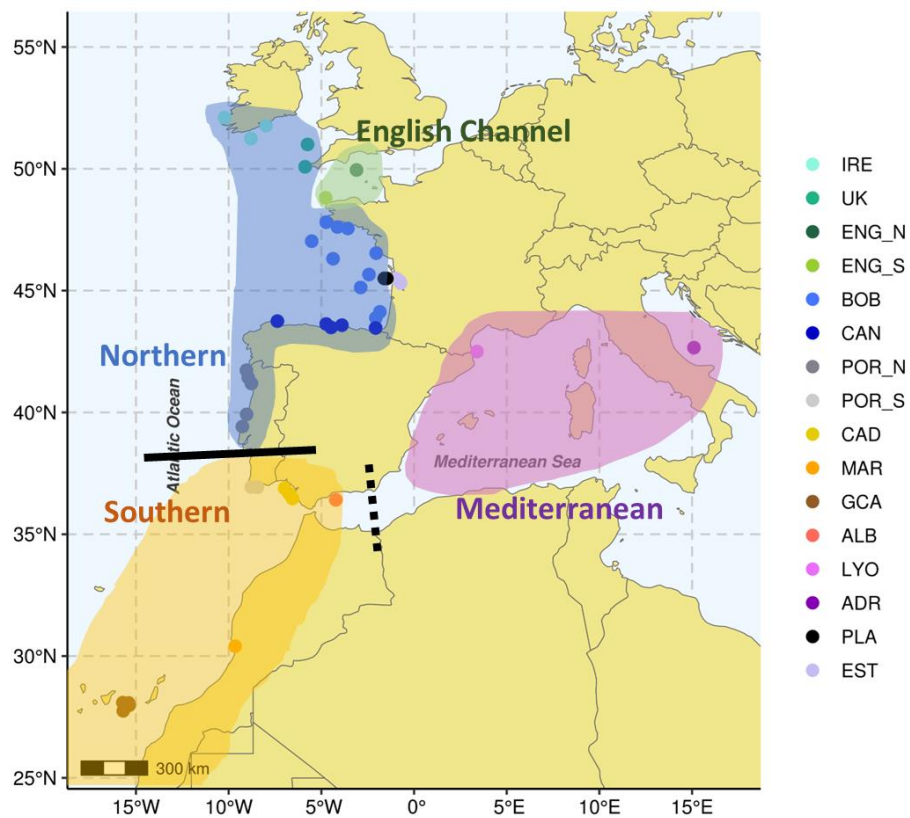 55°N
50°N
45°N
40°N
35°N
30°N
25°N
English Channel
Northern
Atlantic Ocean
Mediterranean Sea
Southern
Mediterranean
300 km
15°W
10°W
5°W
0°
5°E
10°E
15°E
IRE
UK
ENG_N
ENG_S
BOB
CAN
POR_N
POR_S
CAD
MAR
GCA
ALB
LYO
ADR
PLA
EST